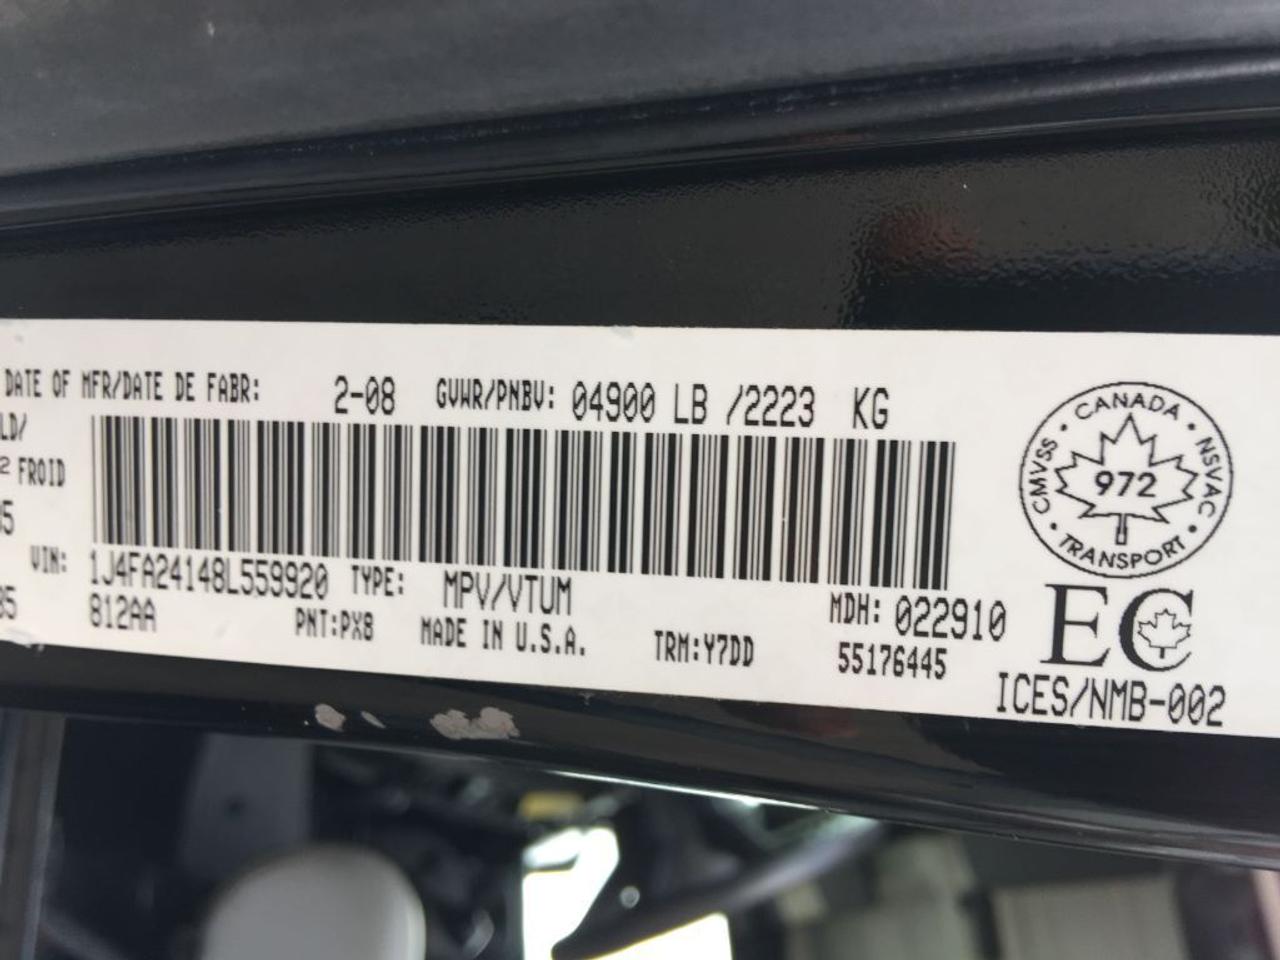 DATE OF MFR/DATE DE FABR: 2-08 GVWR/PNBV: 04900 LB /2223 KG
LD/
FROID
VIN: 1J4FA24148L559920 TYPE: MPV/VTUM MDH: 022910
812AA PNT:PX8 MADE IN U.S.A. TRM:Y7DD 55176445
CANADA
CMVSS · NSVAC
972
TRANSPORT
EC
ICES/NMB-002